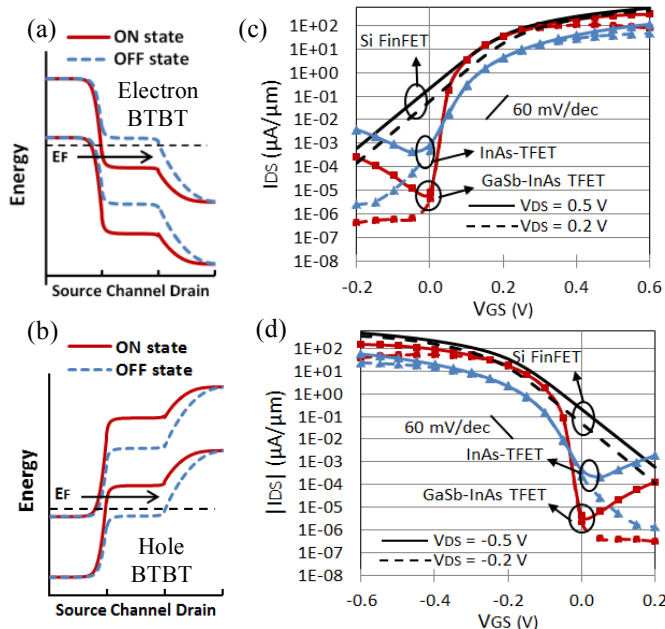 (a)
ON state
OFF state
Electron
BTBT
EF
Energy
Source Channel Drain
(c)
1E+02
1E+01
1E+00
1E-01
1E-02
1E-03
1E-04
1E-05
1E-06
1E-07
1E-08
IDS (µA/µm)
Si FinFET
60 mV/dec
InAs-TFET
GaSb-InAs TFET
VDS = 0.5 V
VDS = 0.2 V
-0.2 0.0 0.2 0.4 0.6
VGS (V)
(b)
ON state
OFF state
EF
Hole
BTBT
Energy
Source Channel Drain
(d)
1E+02
1E+01
1E+00
1E-01
1E-02
1E-03
1E-04
1E-05
1E-06
1E-07
1E-08
|IDS| (µA/µm)
Si FinFET
60 mV/dec
InAs-TFET
GaSb-InAs TFET
VDS = -0.5 V
VDS = -0.2 V
-0.6 -0.4 -0.2 0.0 0.2
VGS (V)